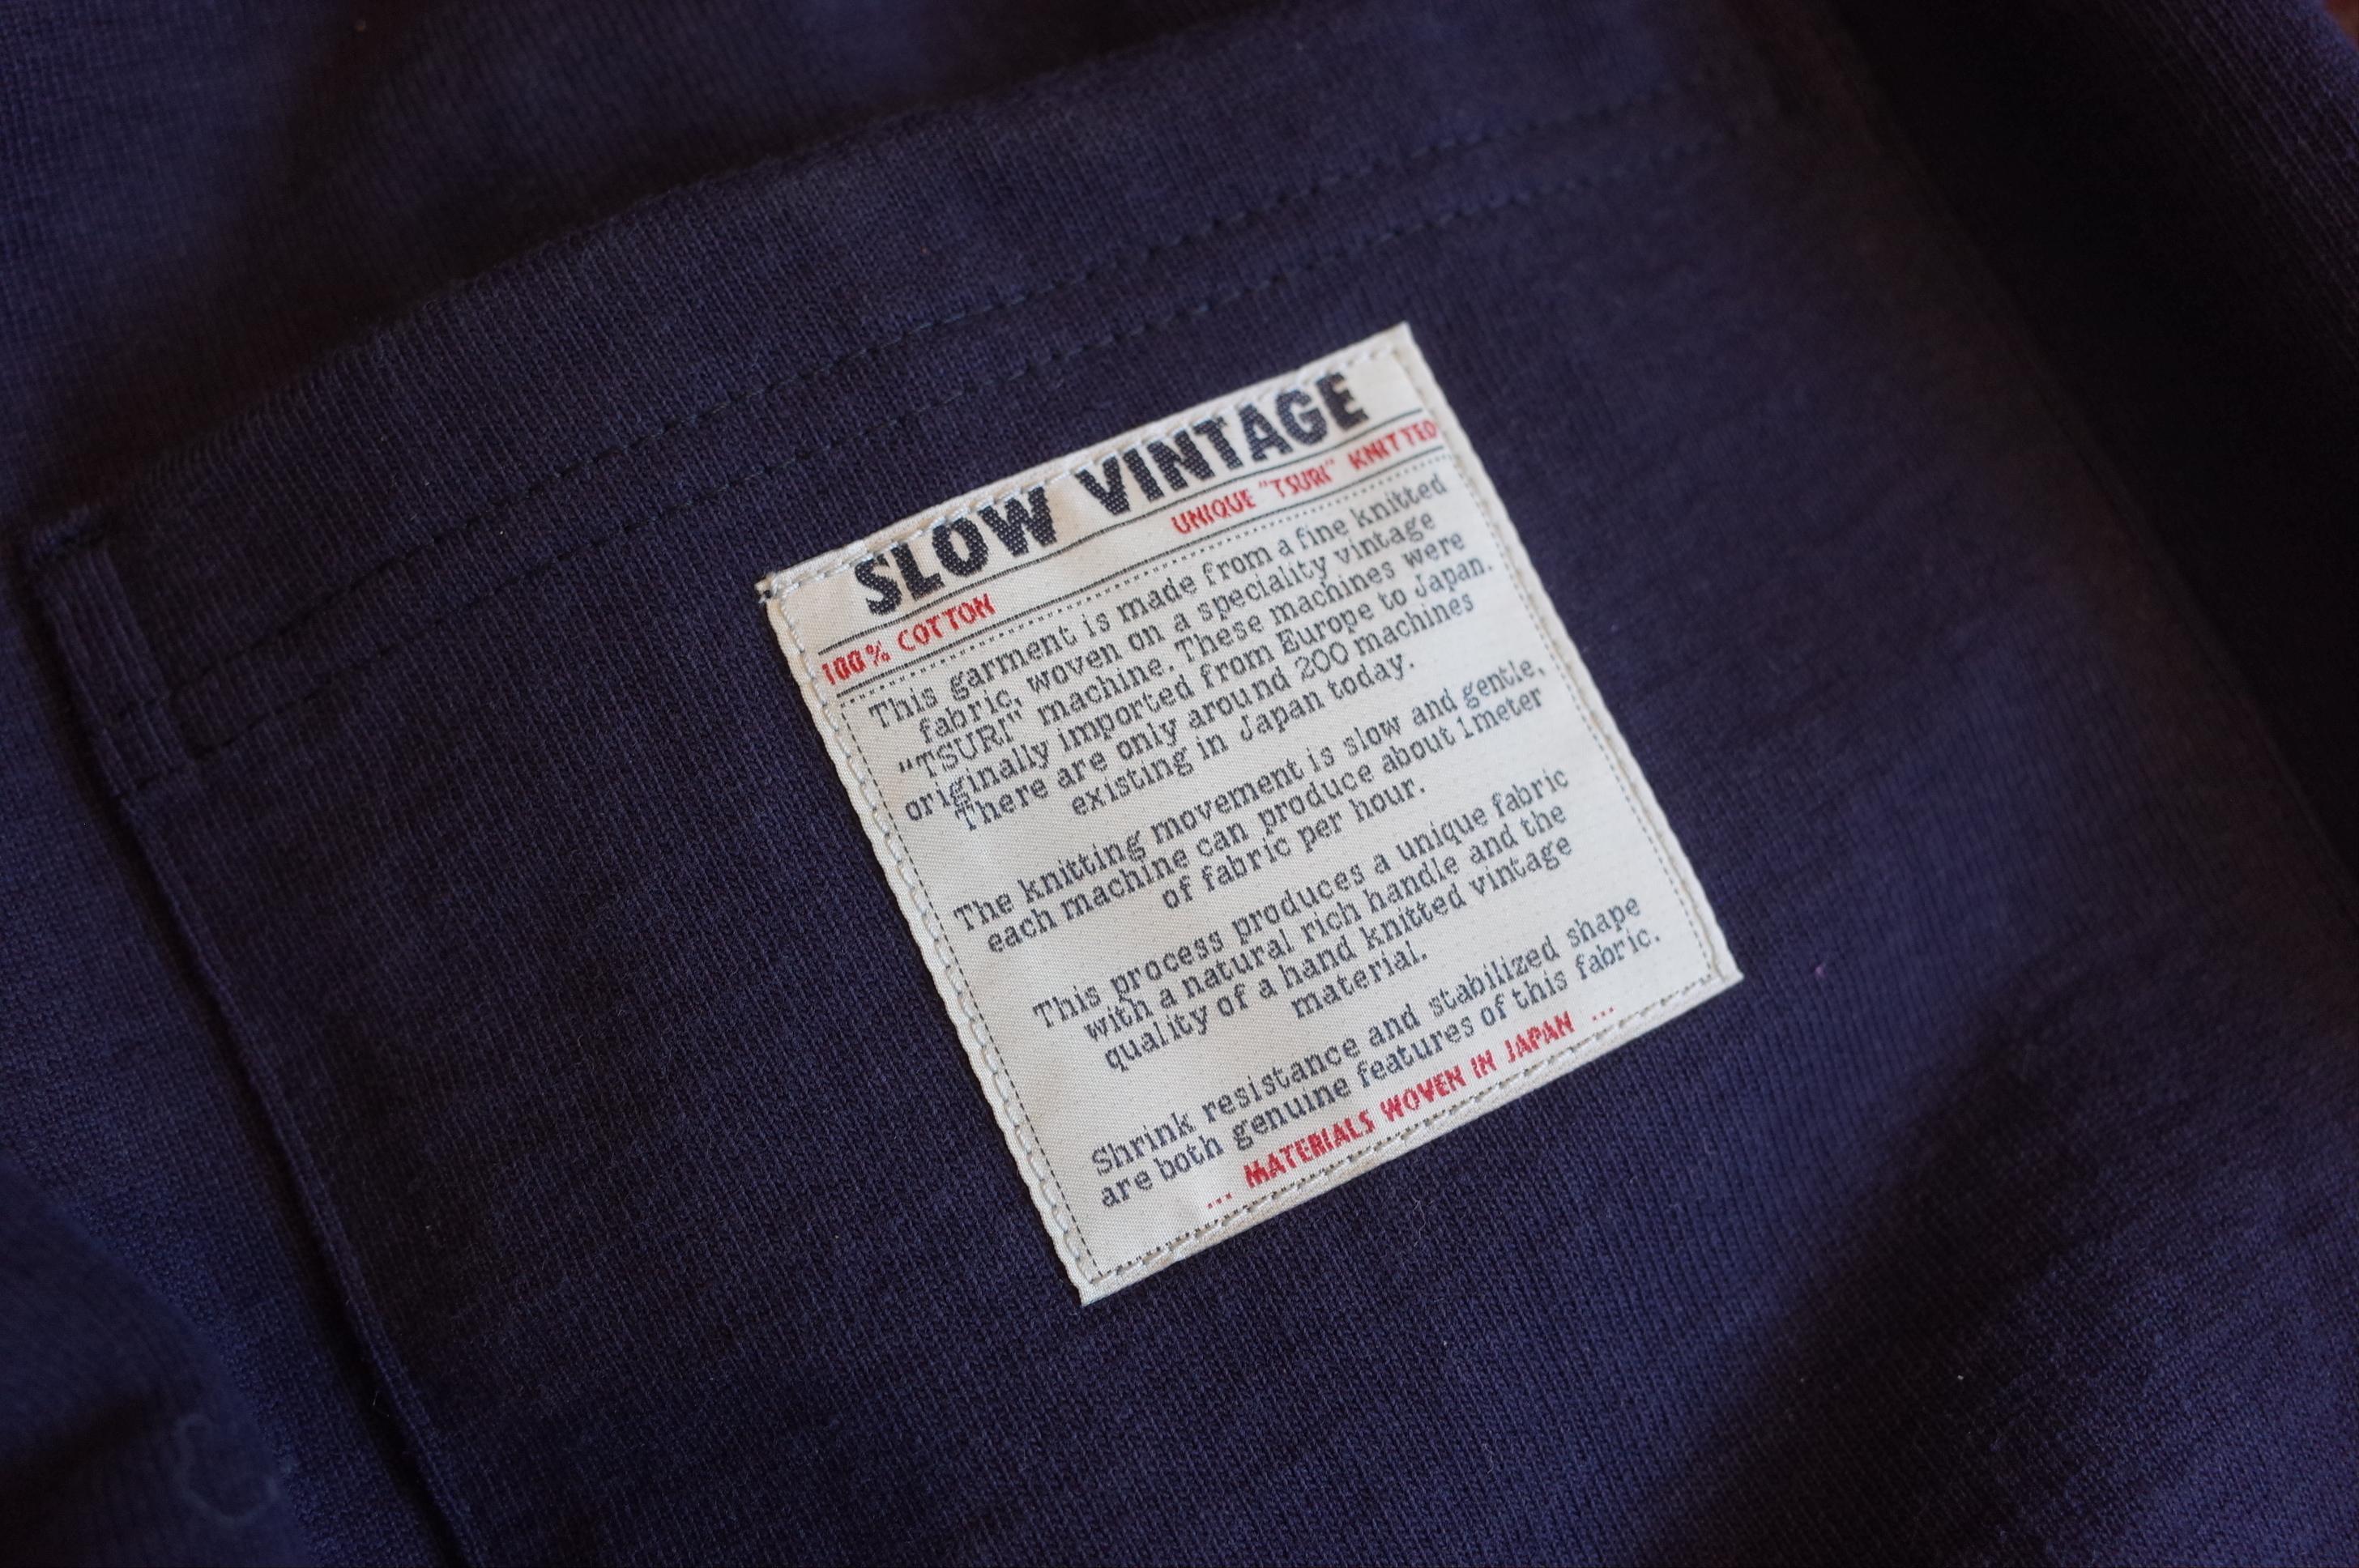 SLOW VINTAGE
100% COTTON UNIQUE "TSURI" KNITTED
This garment is made from a fine knitted
fabric, woven on a speciality vintage
"TSURI" machine. These machines were
originally imported from Europe to Japan.
There are only around 200 machines
existing in Japan today.
The knitting movement is slow and gentle,
each machine can produce about 1meter
of fabric per hour.
This process produces a unique fabric
with a natural rich handle and the
quality of a hand knitted vintage
material.
Shrink resistance and stabilized shape
are both genuine features of this fabric.
... MATERIALS WOVEN IN JAPAN ...